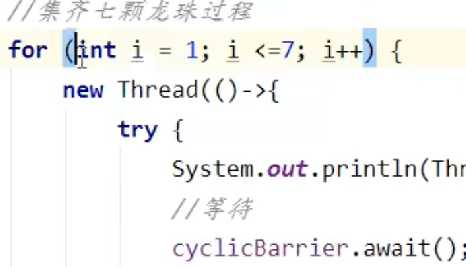 //集齐七颗龙珠过程
for (int i = 1; i <=7; i++) {
new Thread(()->{
try {
System.out.println(Thr
//等待
cyclicBarrier.await();